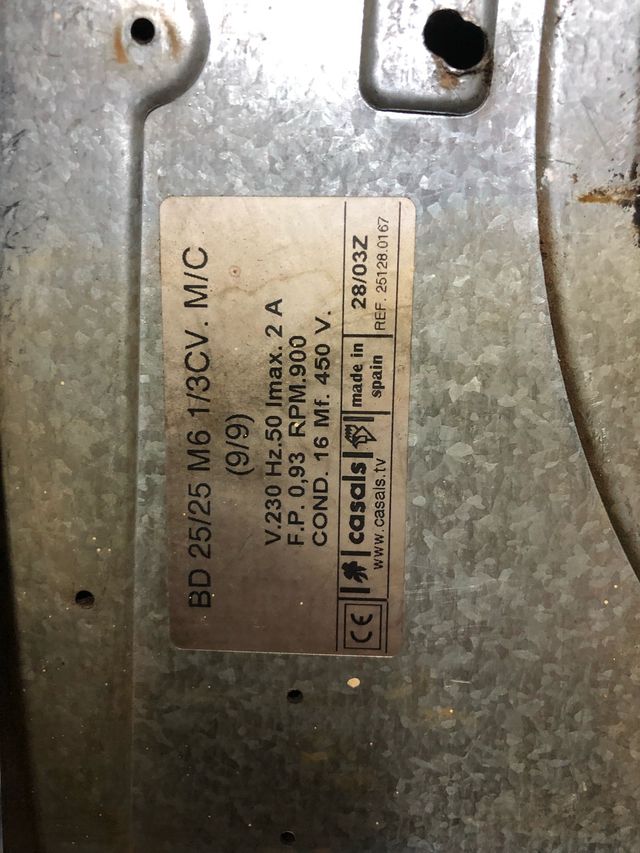 BD 25/25 M6 1/3CV. M/C
(9/9)
V.230 Hz.50 Imax. 2 A
F.P. 0,93 RPM.900
COND. 16 Mf. 450 V.
CE
casals
www.casals.tv
made in
spain
28/03Z
REF. 25128.0167